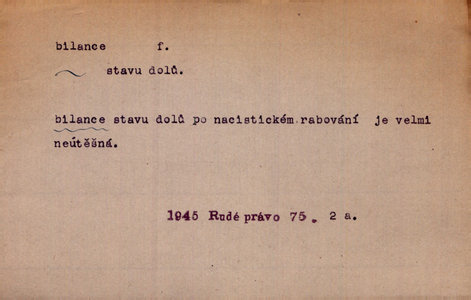 bilance f.
stavu dolů.
bilance stavu dolů po nacistickém rabování je velmi
neútěšná.
1945 Rudé právo 75. 2 a.